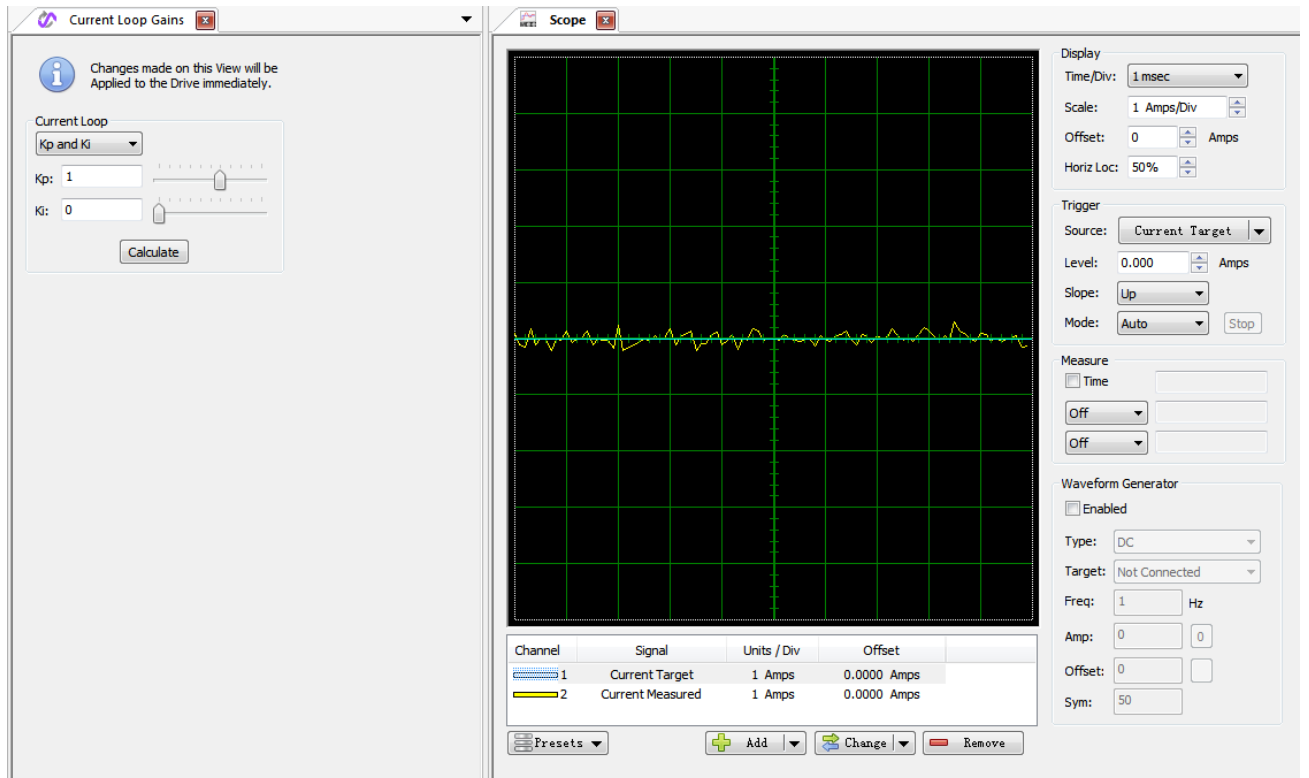 Current Loop Gains
Changes made on this View will be
Applied to the Drive immediately.
Current Loop
Kp and Ki
Kp: 1
Ki: 0
Calculate
Scope
Display
Time/Div: 1 msec
Scale: 1 Amps/Div
Offset: 0 Amps
Horiz Loc: 50%
Trigger
Source: Current Target
Level: 0.000 Amps
Slope: Up
Mode: Auto Stop
Measure
Time
Off
Off
Waveform Generator
Enabled
Type: DC
Target: Not Connected
Freq: 1 Hz
Amp: 0 0
Offset: 0
Sym: 50
Channel Signal Units / Div Offset
1 Current Target 1 Amps 0.0000 Amps
2 Current Measured 1 Amps 0.0000 Amps
Presets Add Change Remove